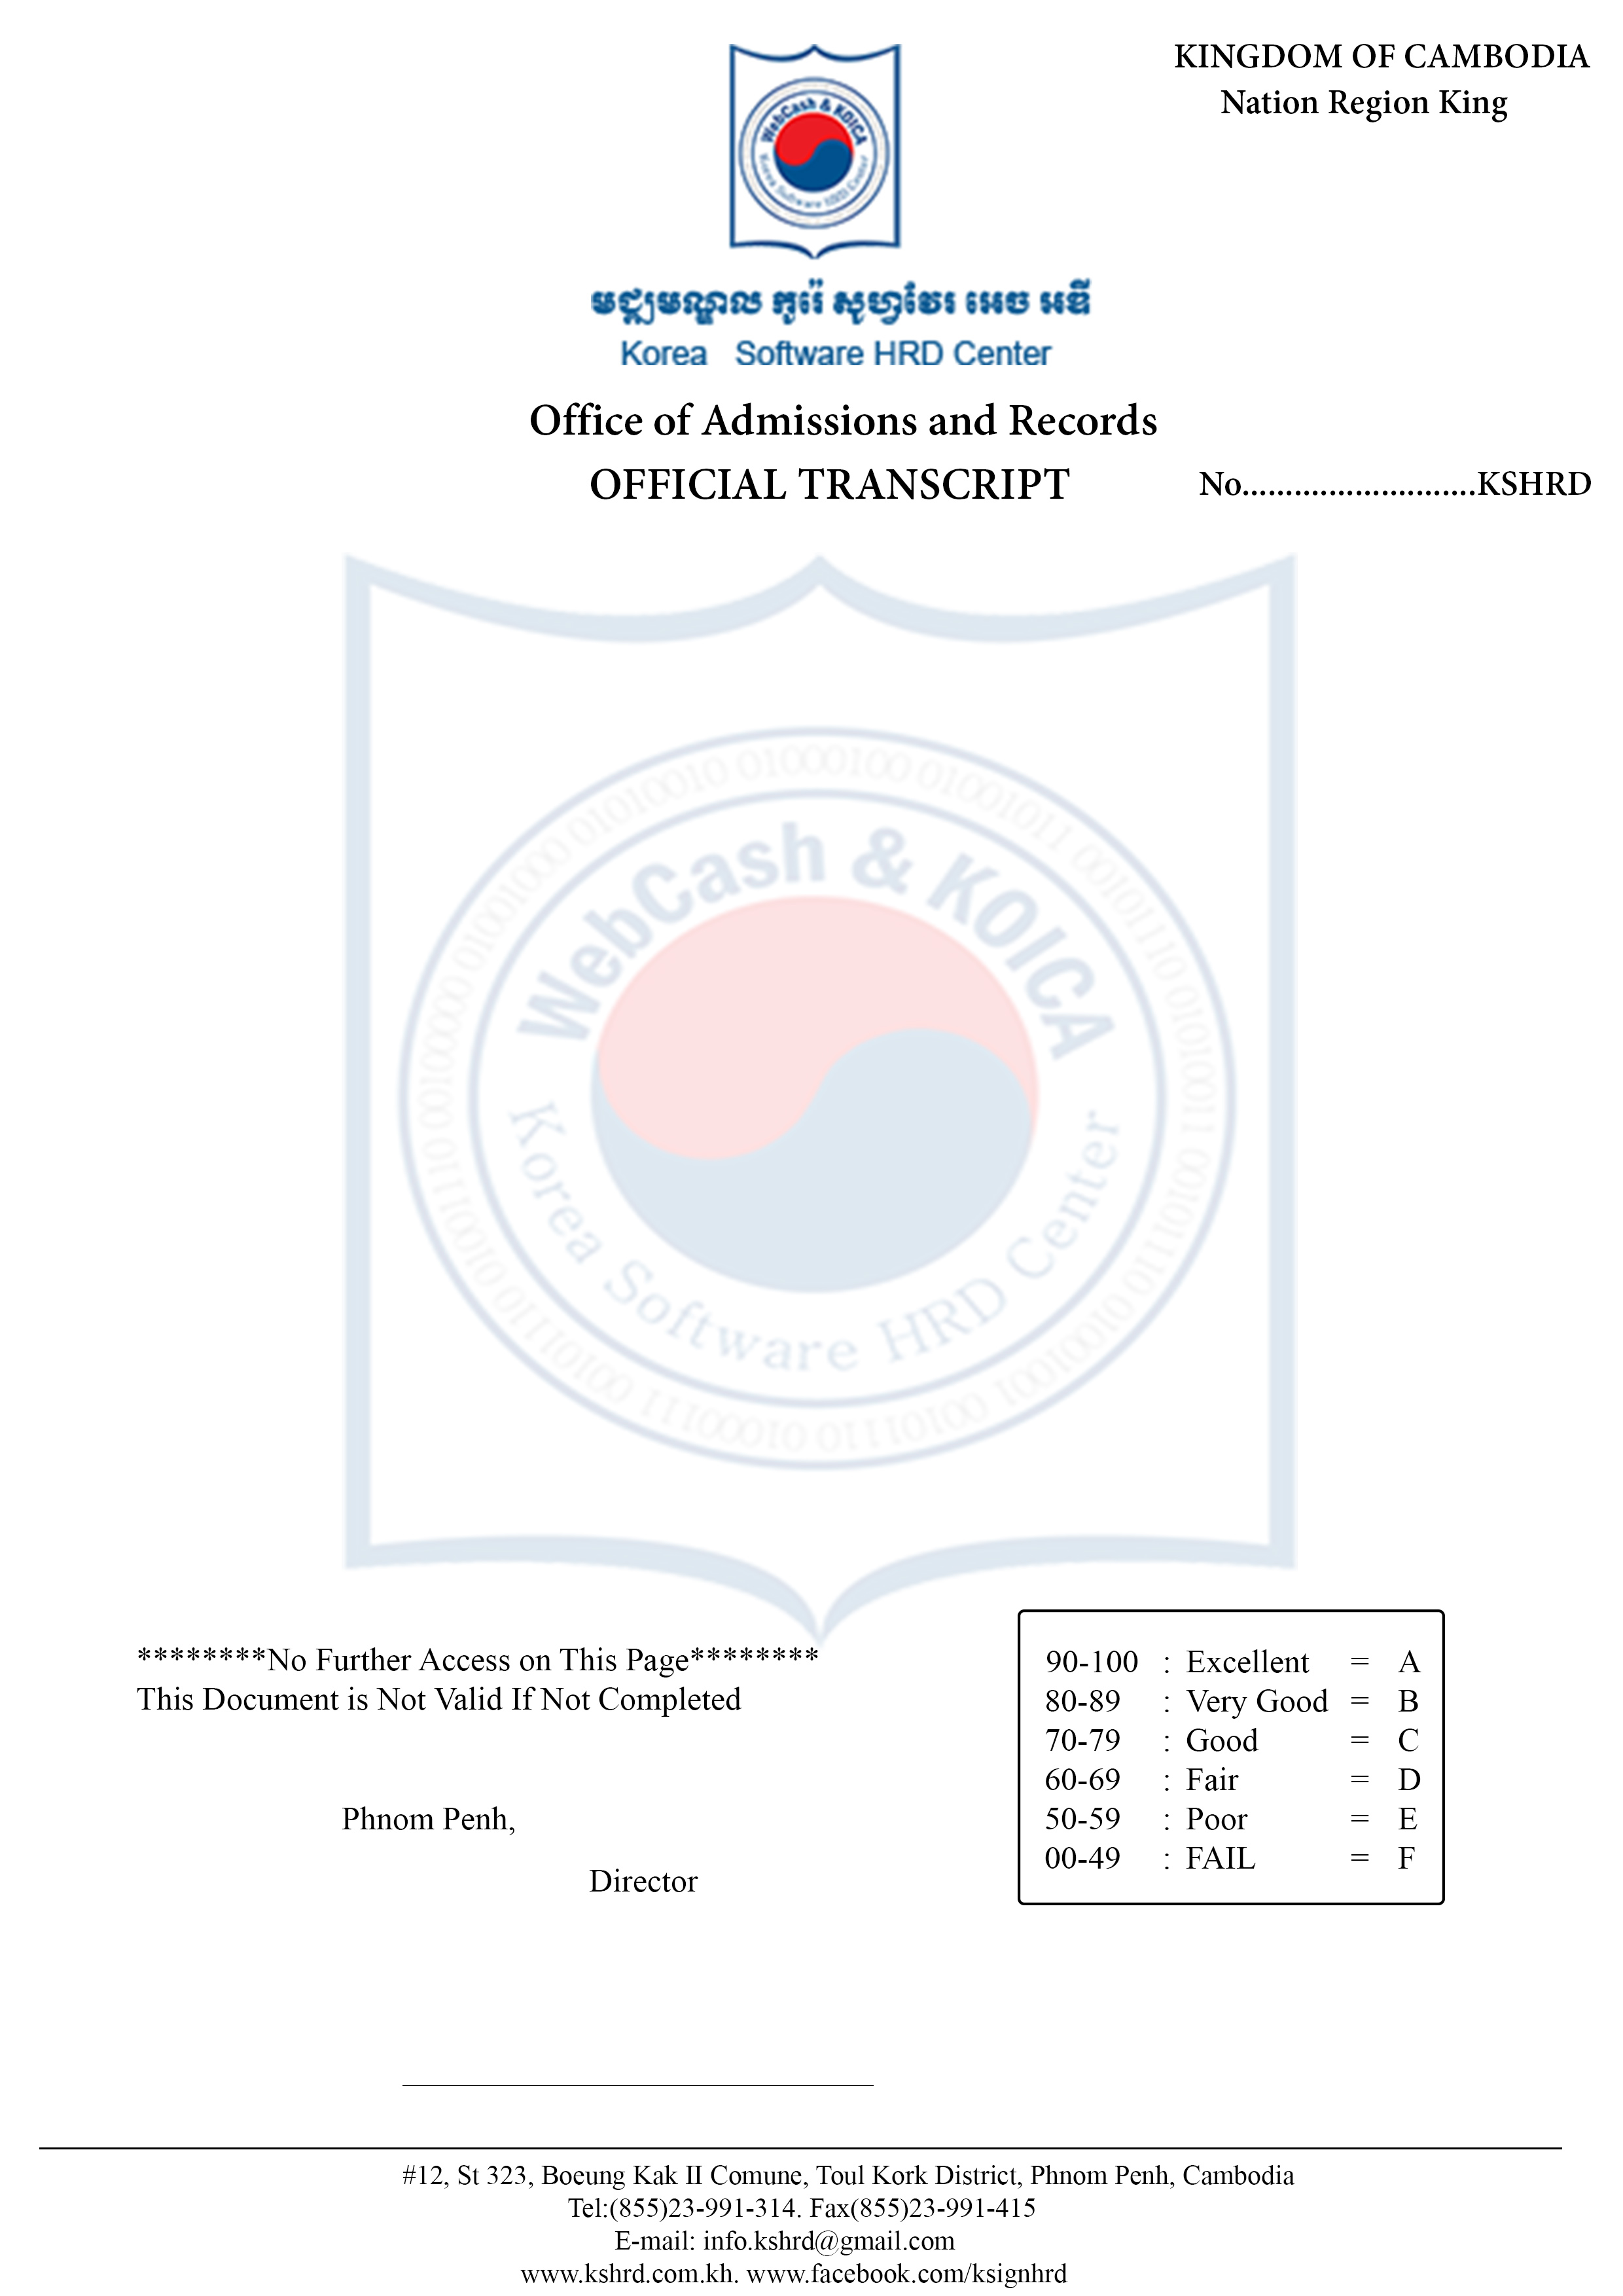 KINGDOM OF CAMBODIA
Nation Region King
WebCash & KOICA
Korea Software HRD Center
មជ្ឈមណ្ឌល កូរ៉េ សូហ្វវែរ អេច អឌី
Korea Software HRD Center
Office of Admissions and Records
OFFICIAL TRANSCRIPT
No...........................KSHRD
WebCash & KOICA
Korea Software HRD Center
********No Further Access on This Page********
This Document is Not Valid If Not Completed
Phnom Penh,
Director
90-100 : Excellent = A
80-89 : Very Good = B
70-79 : Good = C
60-69 : Fair = D
50-59 : Poor = E
00-49 : FAIL = F
#12, St 323, Boeung Kak II Comune, Toul Kork District, Phnom Penh, Cambodia
Tel:(855)23-991-314. Fax(855)23-991-415
E-mail: info.kshrd@gmail.com
www.kshrd.com.kh. www.facebook.com/ksignhrd